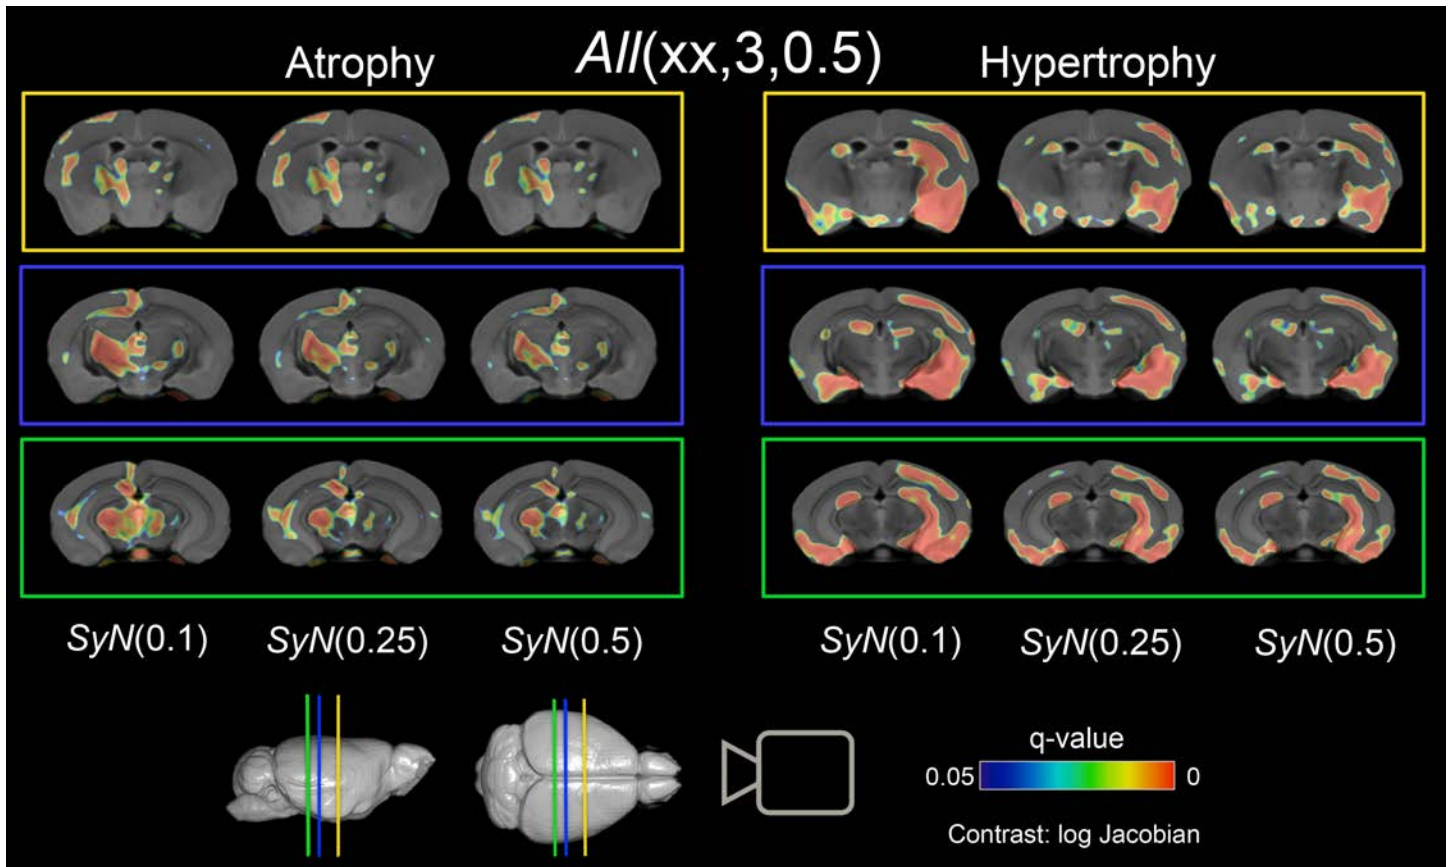 All(xx,3,0.5)
Atrophy
Hypertrophy
SyN(0.1) SyN(0.25) SyN(0.5)
SyN(0.1) SyN(0.25) SyN(0.5)
q-value
0.05 0
Contrast: log Jacobian